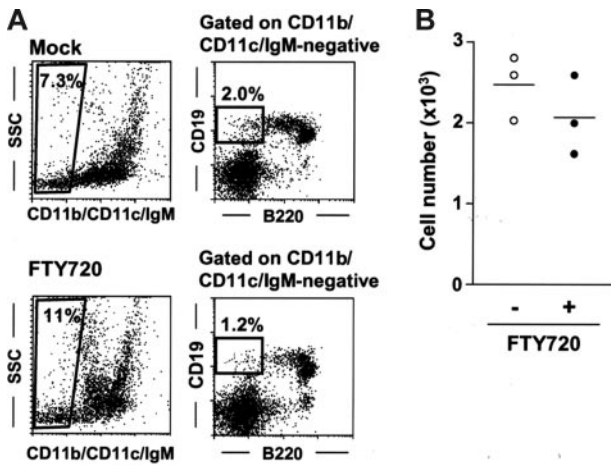 A
Mock
7.3%
SSC
CD11b/CD11c/IgM
Gated on CD11b/
CD11c/IgM-negative
2.0%
CD19
B220
FTY720
11%
SSC
CD11b/CD11c/IgM
Gated on CD11b/
CD11c/IgM-negative
1.2%
CD19
B220
B
Cell number (x10³)
3
2
1
0
- +
FTY720